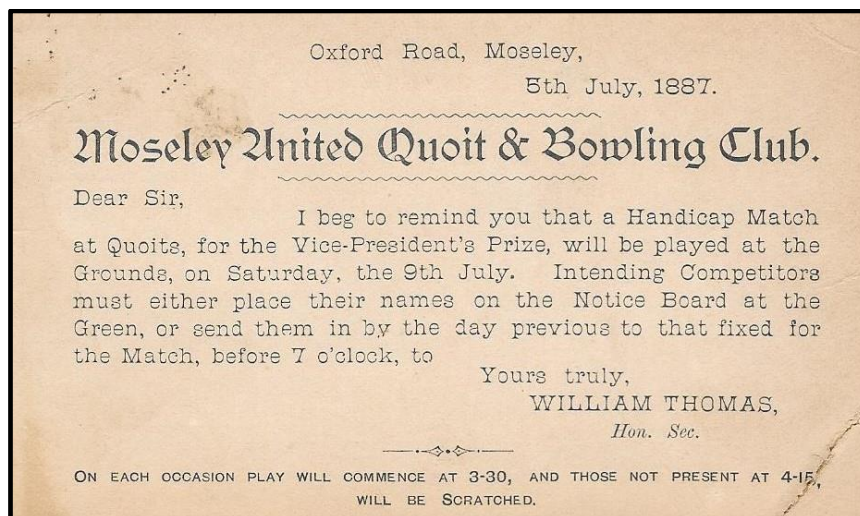 Oxford Road, Moseley,
5th July, 1887.
Moseley United Quoit & Bowling Club.
Dear Sir,
I beg to remind you that a Handicap Match
at Quoits, for the Vice-President's Prize, will be played at the
Grounds, on Saturday, the 9th July. Intending Competitors
must either place their names on the Notice Board at the
Green, or send them in by the day previous to that fixed for
the Match, before 7 o'clock, to
Yours truly,
WILLIAM THOMAS,
Hon. Sec.
ON EACH OCCASION PLAY WILL COMMENCE AT 3-30, AND THOSE NOT PRESENT AT 4-15,
WILL BE SCRATCHED.